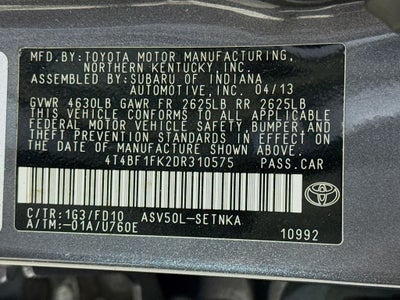 MFD. BY: TOYOTA MOTOR MANUFACTURING,
NORTHERN KENTUCKY, INC.
ASSEMBLED BY: SUBARU OF INDIANA
AUTOMOTIVE, INC. 04/13
GVWR 4630LB GAWR FR 2625LB RR 2625LB
THIS VEHICLE CONFORMS TO ALL APPLICABLE
FEDERAL MOTOR VEHICLE SAFETY, BUMPER, AND
THEFT PREVENTION STANDARDS IN EFFECT ON
THE DATE OF MANUFACTURE SHOWN ABOVE.
4T4BF1FK2DR310575 PASS.CAR
C/TR:1G3/FD10 ASV50L-SETNKA
A/TM:-01A/U760E 10992
TOYOTA